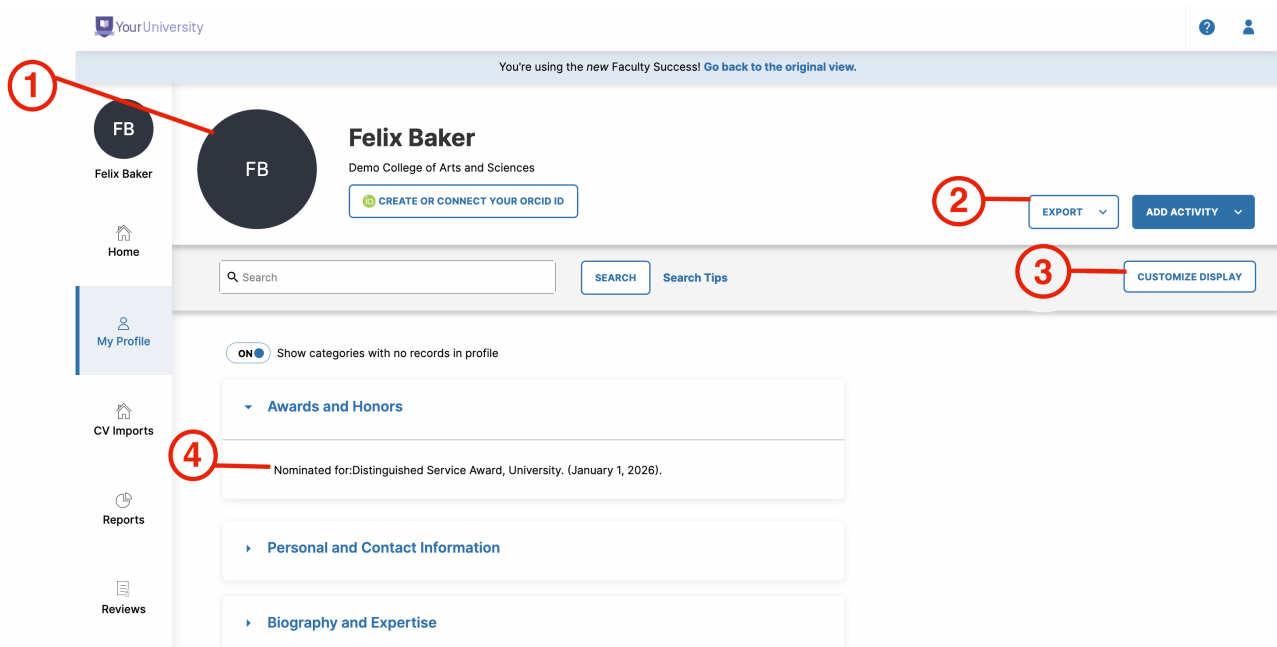 YourUniversity
?
You're using the new Faculty Success! Go back to the original view.
1
FB
Felix Baker
Home
My Profile
CV Imports
Reports
Reviews
FB
Felix Baker
Demo College of Arts and Sciences
iD CREATE OR CONNECT YOUR ORCID ID
2
EXPORT
ADD ACTIVITY
Search
SEARCH
Search Tips
3
CUSTOMIZE DISPLAY
ON
Show categories with no records in profile
Awards and Honors
4
Nominated for:Distinguished Service Award, University. (January 1, 2026).
Personal and Contact Information
Biography and Expertise